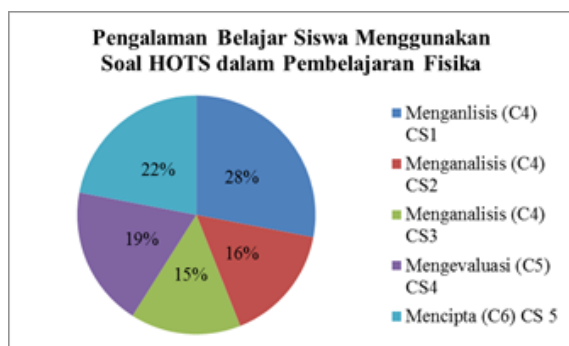 Pengalaman Belajar Siswa Menggunakan
Soal HOTS dalam Pembelajaran Fisika
22%
28%
19%
16%
15%
Menganlisis (C4)
CS1
Menganalisis (C4)
CS2
Menganalisis (C4)
CS3
Mengevaluasi (C5)
CS4
Mencipta (C6) CS 5